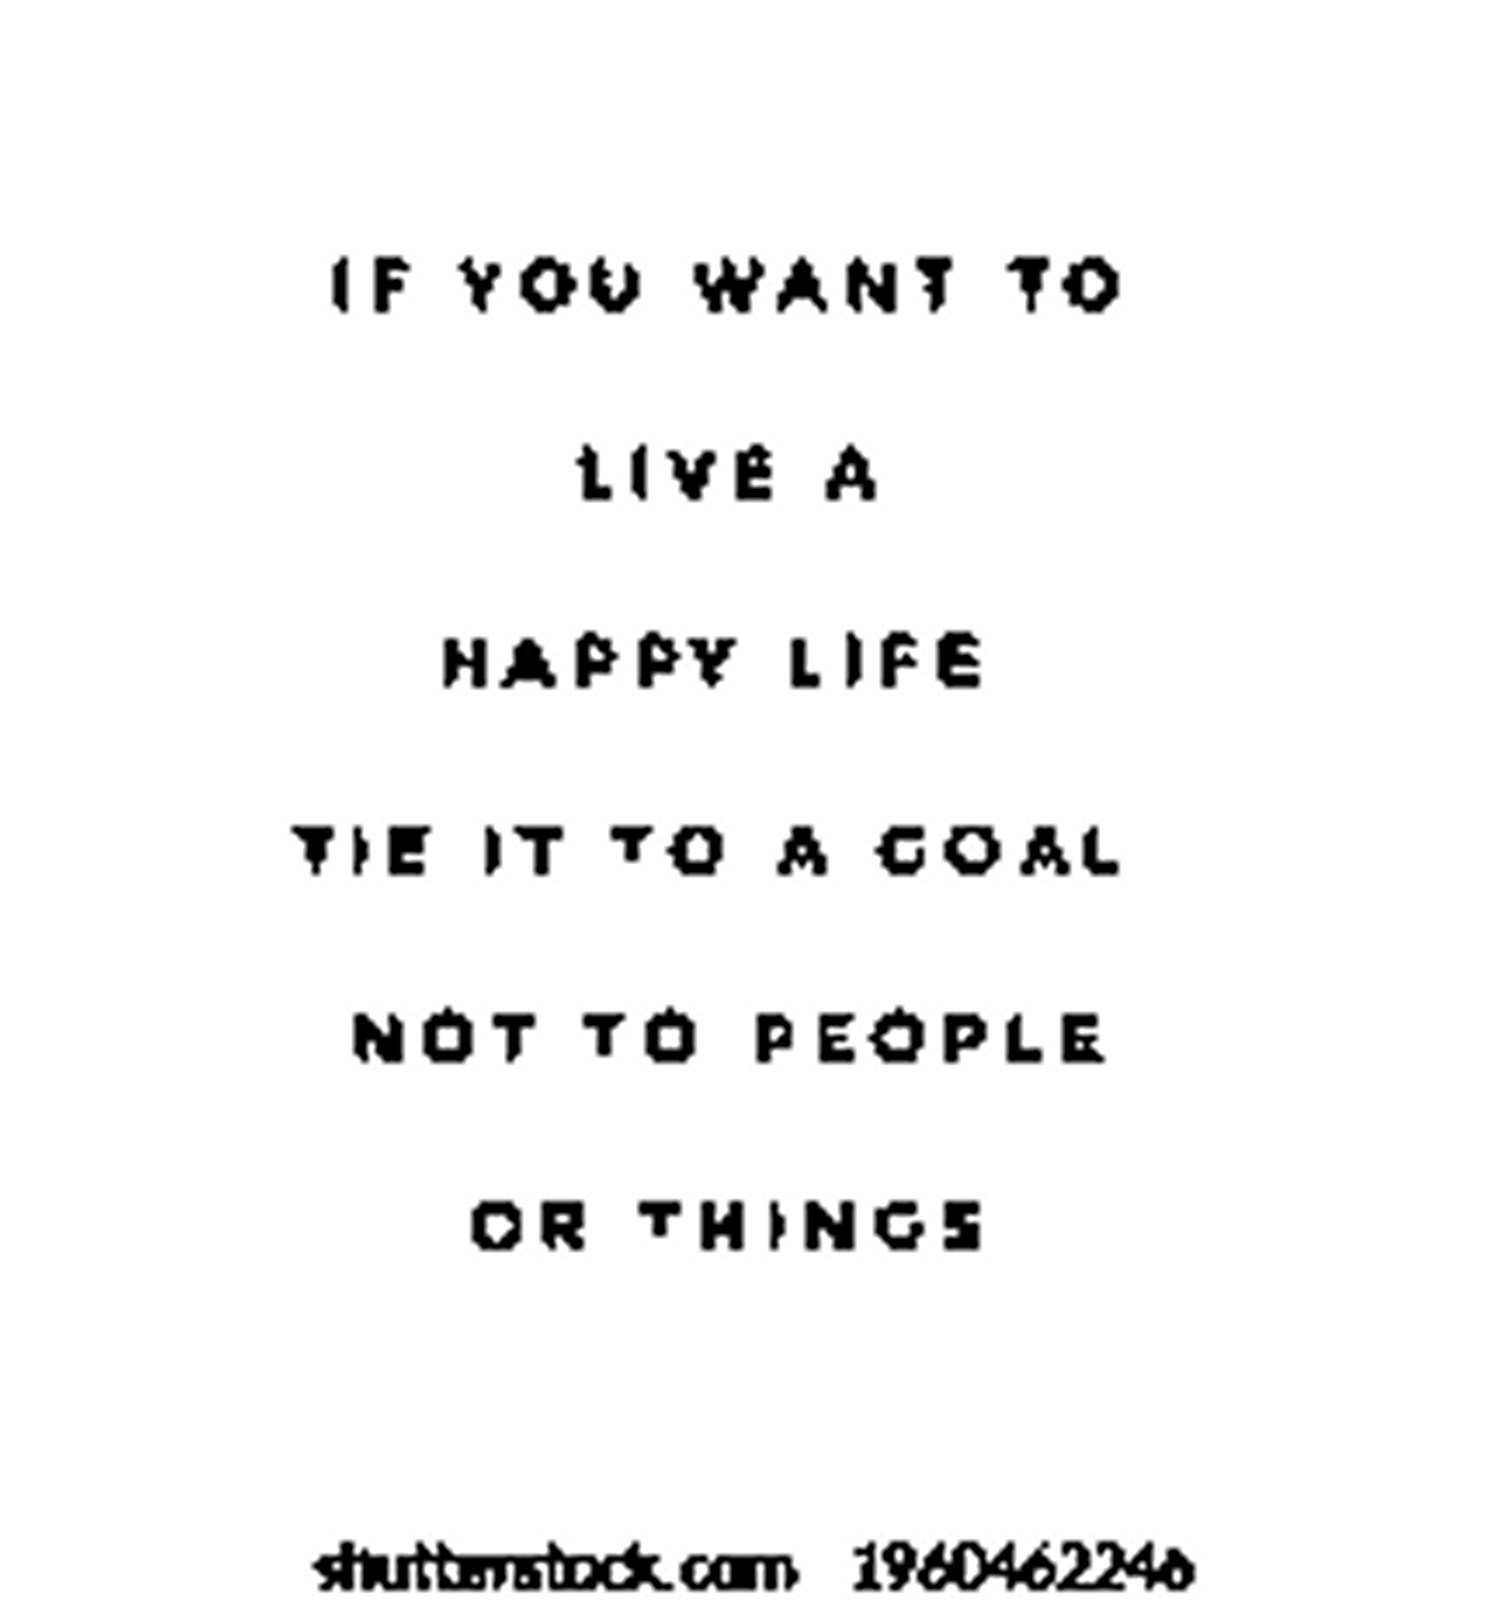 IF YOU WANT TO
LIVE A
HAPPY LIFE
TIE IT TO A GOAL
NOT TO PEOPLE
OR THINGS
shutterstock.com 1960462246